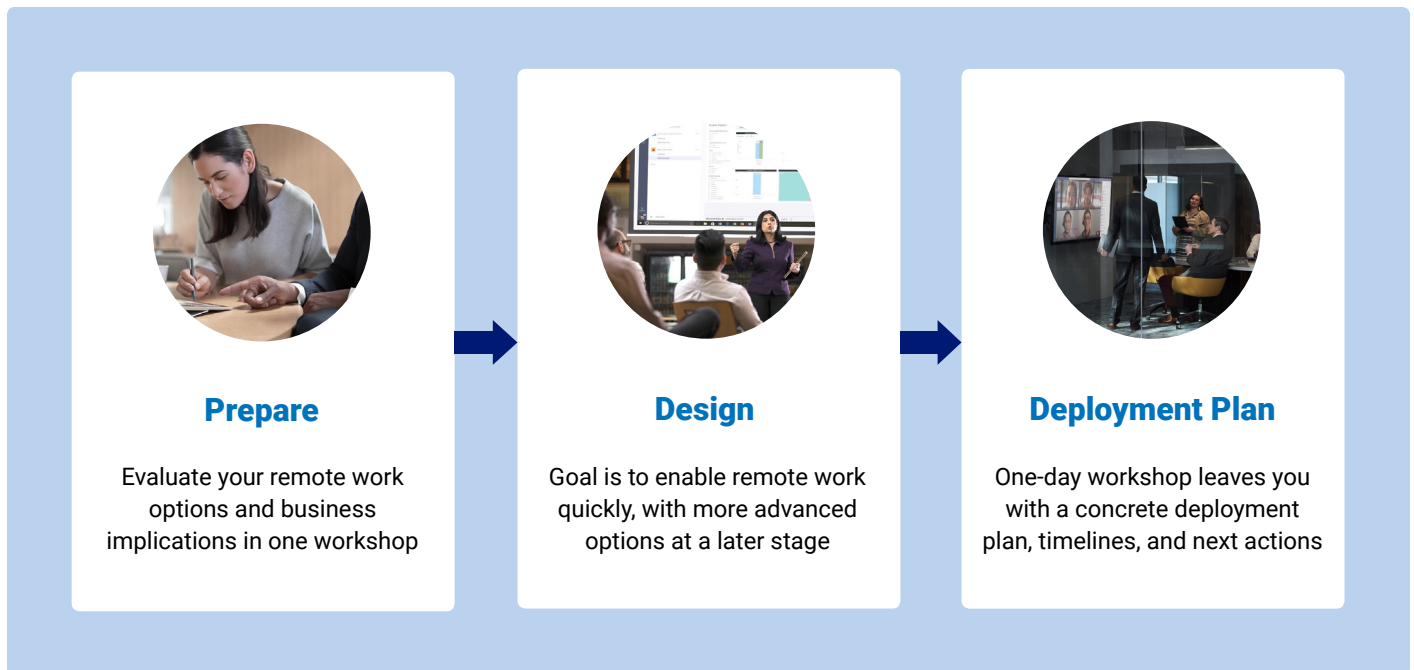 Prepare
Evaluate your remote work
options and business
implications in one workshop
Design
Goal is to enable remote work
quickly, with more advanced
options at a later stage
Deployment Plan
One-day workshop leaves you
with a concrete deployment
plan, timelines, and next actions